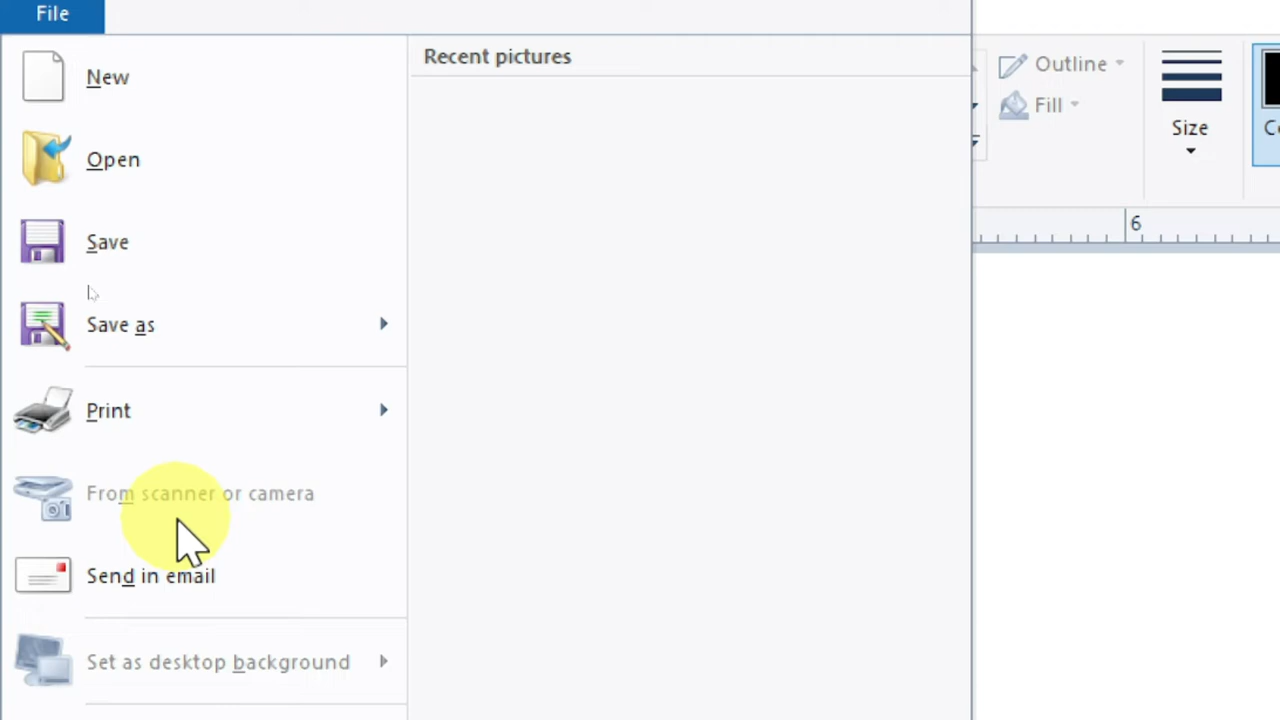 File
Recent pictures
New
Open
Save
Save as
Print
From scanner or camera
Send in email
Set as desktop background
Outline
Fill
Size
6